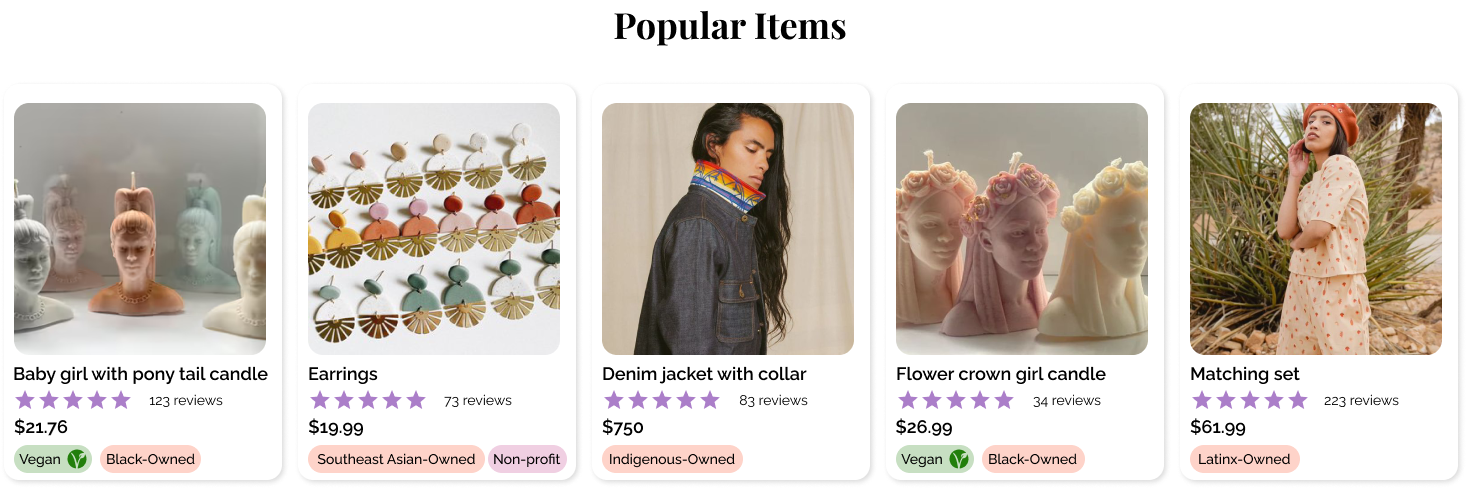 Popular Items
Baby girl with pony tail candle
123 reviews
$21.76
Vegan
Black-Owned
Earrings
73 reviews
$19.99
Southeast Asian-Owned
Non-profit
Denim jacket with collar
83 reviews
$750
Indigenous-Owned
Flower crown girl candle
34 reviews
$26.99
Vegan
Black-Owned
Matching set
223 reviews
$61.99
Latinx-Owned